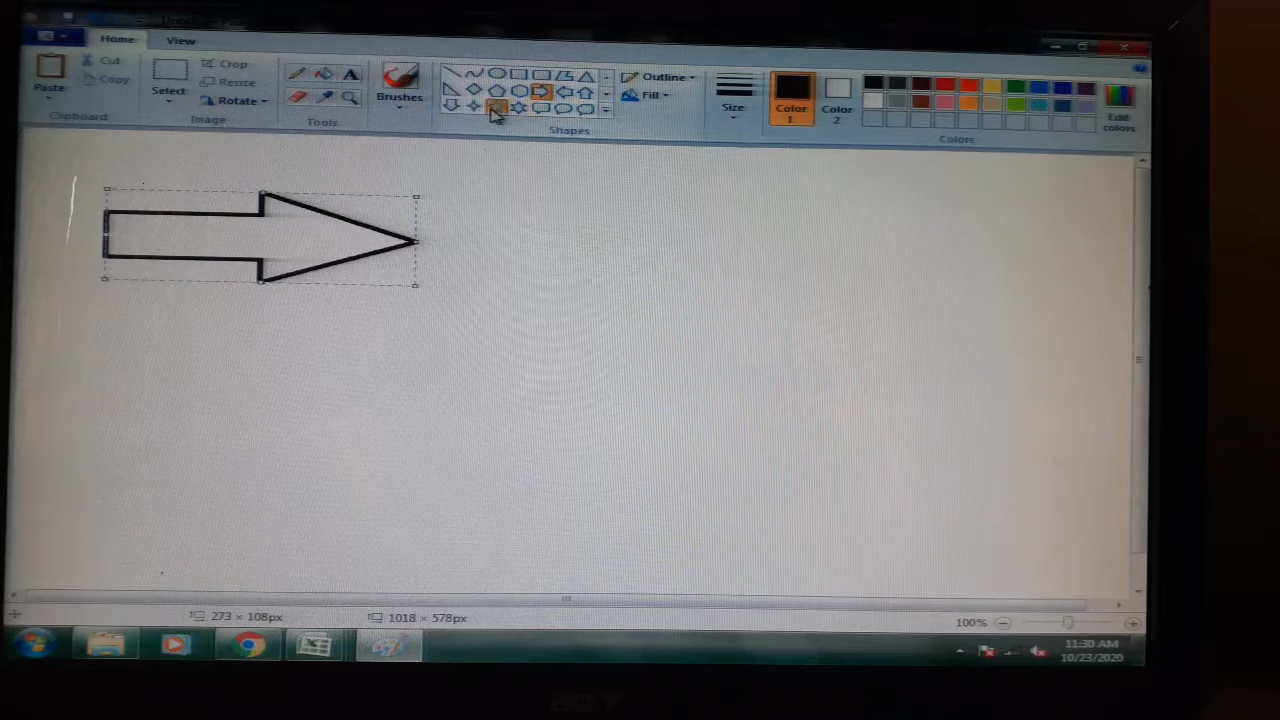 Home View
Paste
Cut
Copy
Clipboard
Select
Crop
Resize
Rotate
Image
A
Tools
Brushes
Shapes
Outline
Fill
Size
Color 1
Color 2
Edit colors
Colors
273 × 108px
1018 × 578px
100%
11:30 AM
10/23/2020